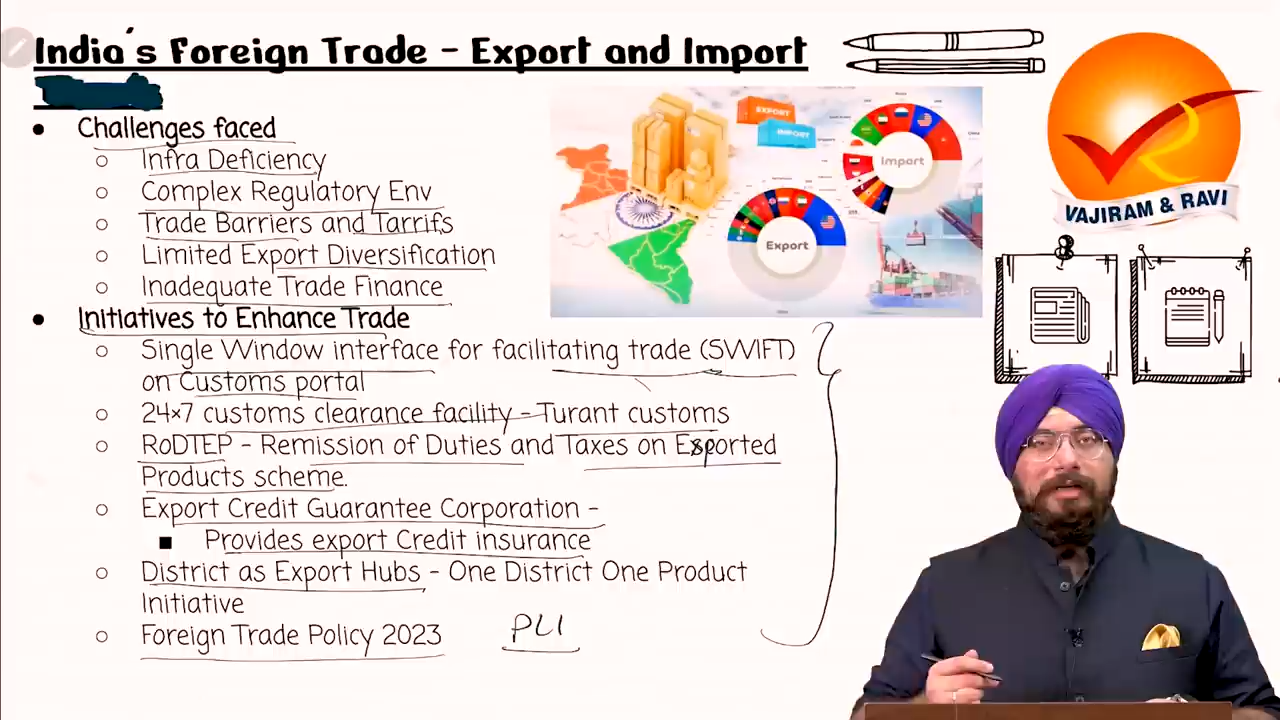 India's Foreign Trade - Export and Import
Challenges faced
Infra Deficiency
Complex Regulatory Env
Trade Barriers and Tarrifs
Limited Export Diversification
Inadequate Trade Finance
Initiatives to Enhance Trade
Single Window interface for facilitating trade (SWIFT)
on Customs portal
24×7 customs clearance facility - Turant customs
RoDTEP - Remission of Duties and Taxes on Exported
Products scheme.
Export Credit Guarantee Corporation -
Provides export Credit insurance
District as Export Hubs - One District One Product
Initiative
Foreign Trade Policy 2023
PLI
EXPORT
IMPORT
Import
Export
VAJIRAM & RAVI